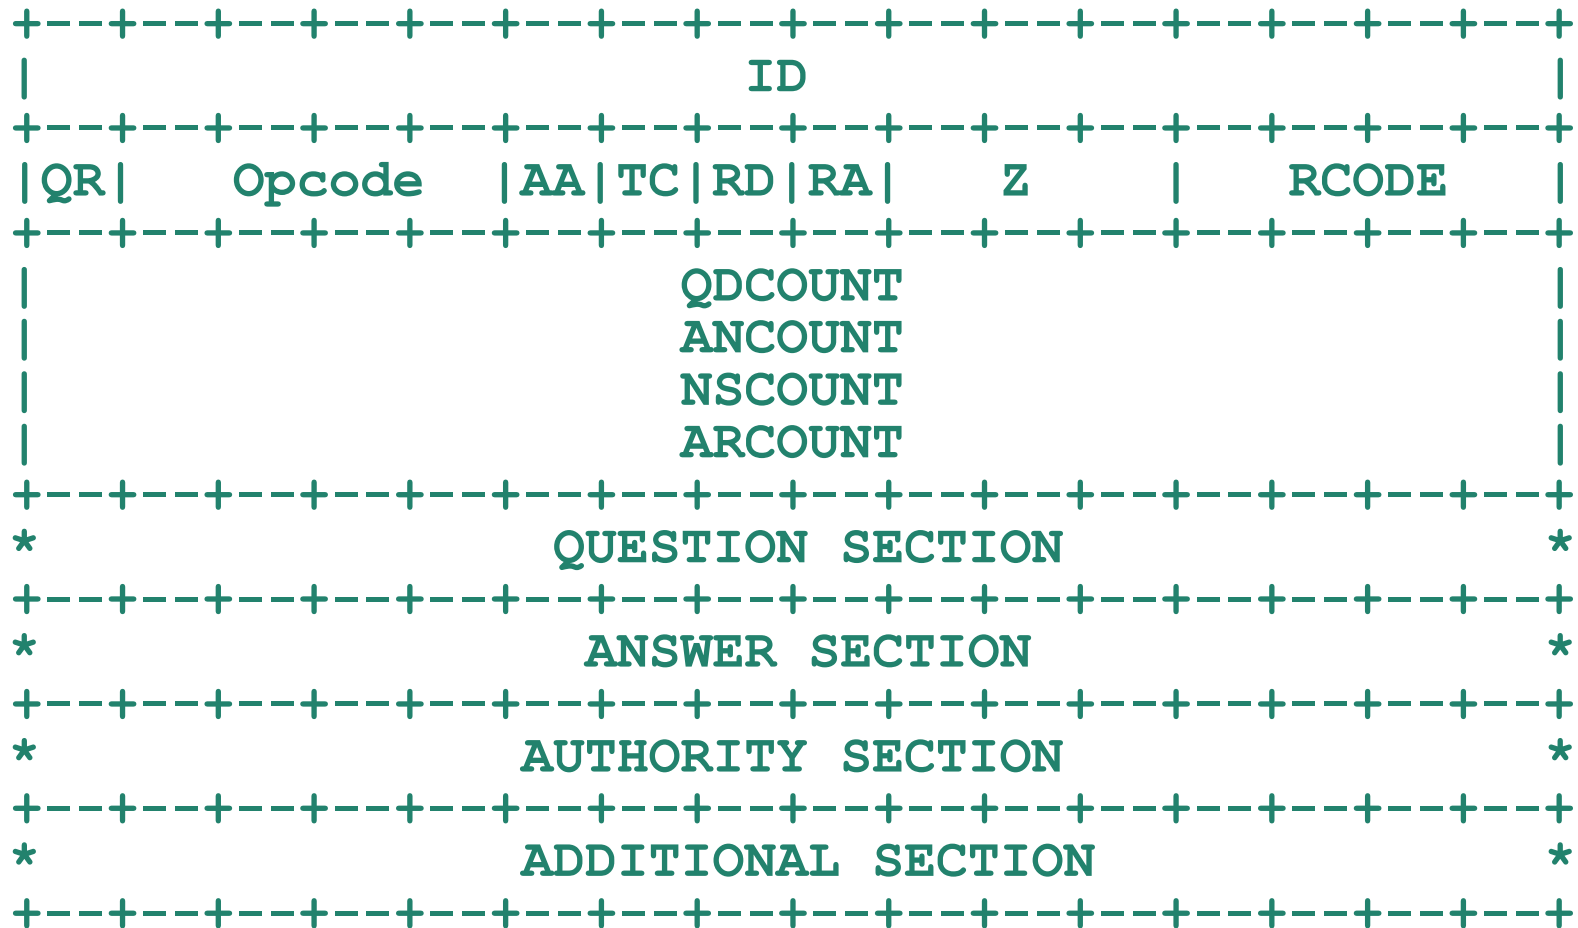 +--+--+--+--+--+--+--+--+--+--+--+--+--+--+--+--+
|                      ID                       |
+--+--+--+--+--+--+--+--+--+--+--+--+--+--+--+--+
|QR|   Opcode  |AA|TC|RD|RA|   Z    |   RCODE   |
+--+--+--+--+--+--+--+--+--+--+--+--+--+--+--+--+
|                    QDCOUNT                    |
|                    ANCOUNT                    |
|                    NSCOUNT                    |
|                    ARCOUNT                    |
+--+--+--+--+--+--+--+--+--+--+--+--+--+--+--+--+
*                QUESTION SECTION               *
+--+--+--+--+--+--+--+--+--+--+--+--+--+--+--+--+
*                 ANSWER SECTION                *
+--+--+--+--+--+--+--+--+--+--+--+--+--+--+--+--+
*               AUTHORITY SECTION               *
+--+--+--+--+--+--+--+--+--+--+--+--+--+--+--+--+
*               ADDITIONAL SECTION              *
+--+--+--+--+--+--+--+--+--+--+--+--+--+--+--+--+